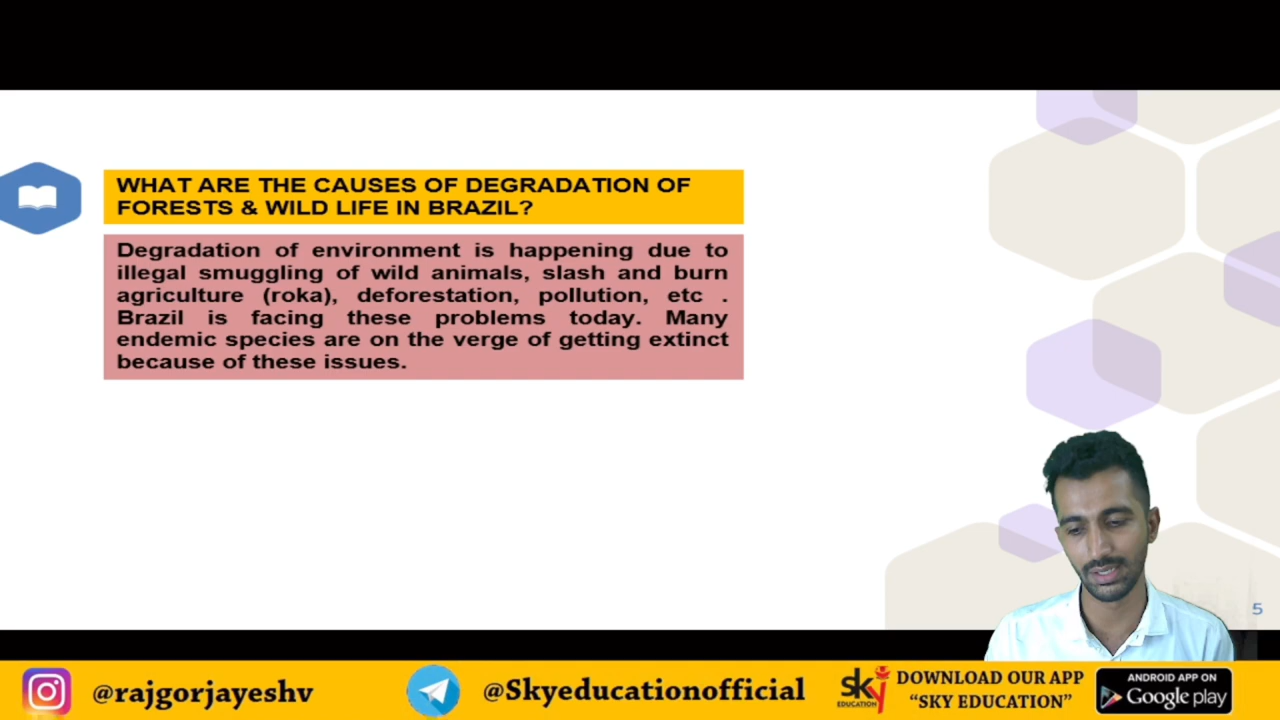 WHAT ARE THE CAUSES OF DEGRADATION OF
FORESTS & WILD LIFE IN BRAZIL?
Degradation of environment is happening due to
illegal smuggling of wild animals, slash and burn
agriculture (roka), deforestation, pollution, etc .
Brazil is facing these problems today. Many
endemic species are on the verge of getting extinct
because of these issues.
5
@rajgorjayeshv
@Skyeducationofficial
sky
EDUCATION
DOWNLOAD OUR APP
“SKY EDUCATION”
ANDROID APP ON
Google play